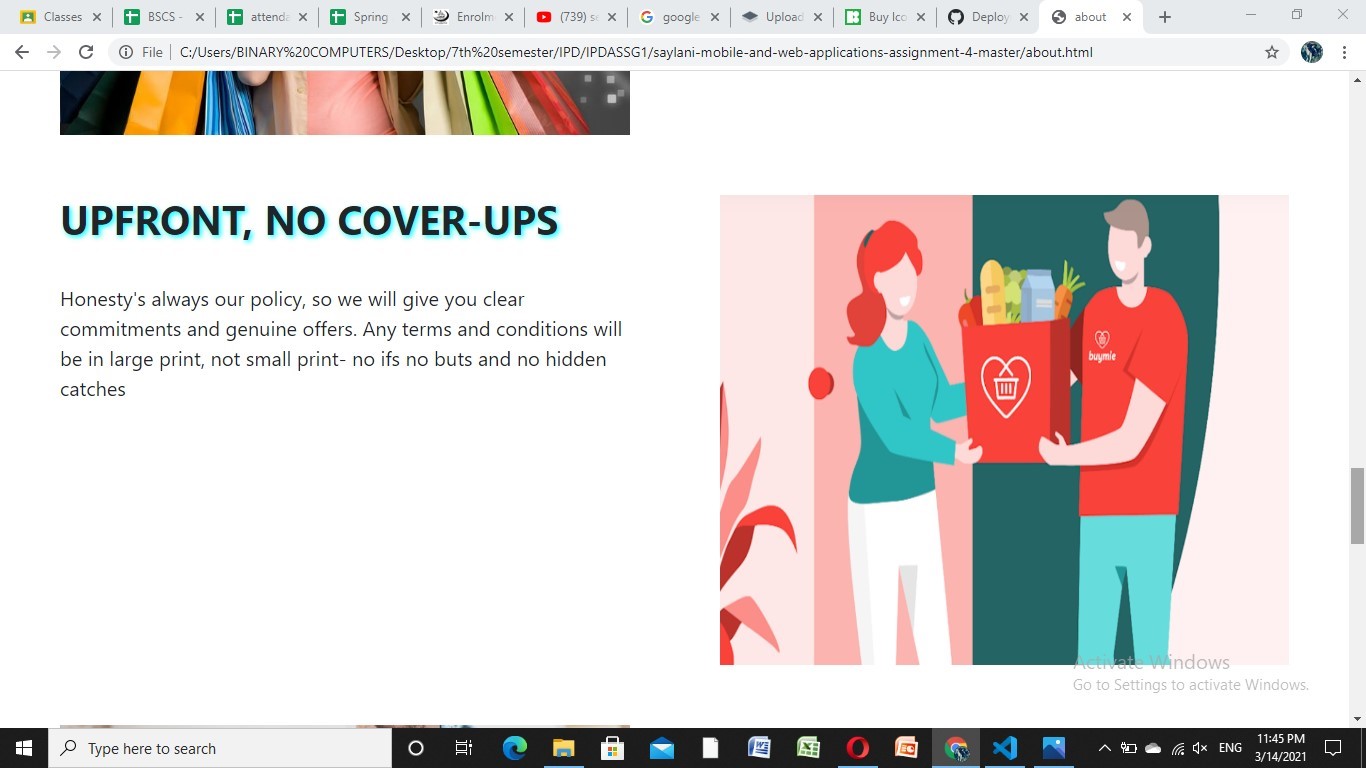 Classes
BSCS -
attenda
Spring
Enrolm
(739) s
google
Upload
Buy Ico
Deploy
about
File
C:/Users/BINARY%20COMPUTERS/Desktop/7th%20semester/IPD/IPDASSG1/saylani-mobile-and-web-applications-assignment-4-master/about.html
UPFRONT, NO COVER-UPS
Honesty's always our policy, so we will give you clear
commitments and genuine offers. Any terms and conditions will
be in large print, not small print- no ifs no buts and no hidden
catches
buymie
Activate Windows
Go to Settings to activate Windows.
Type here to search
ENG
11:45 PM
3/14/2021